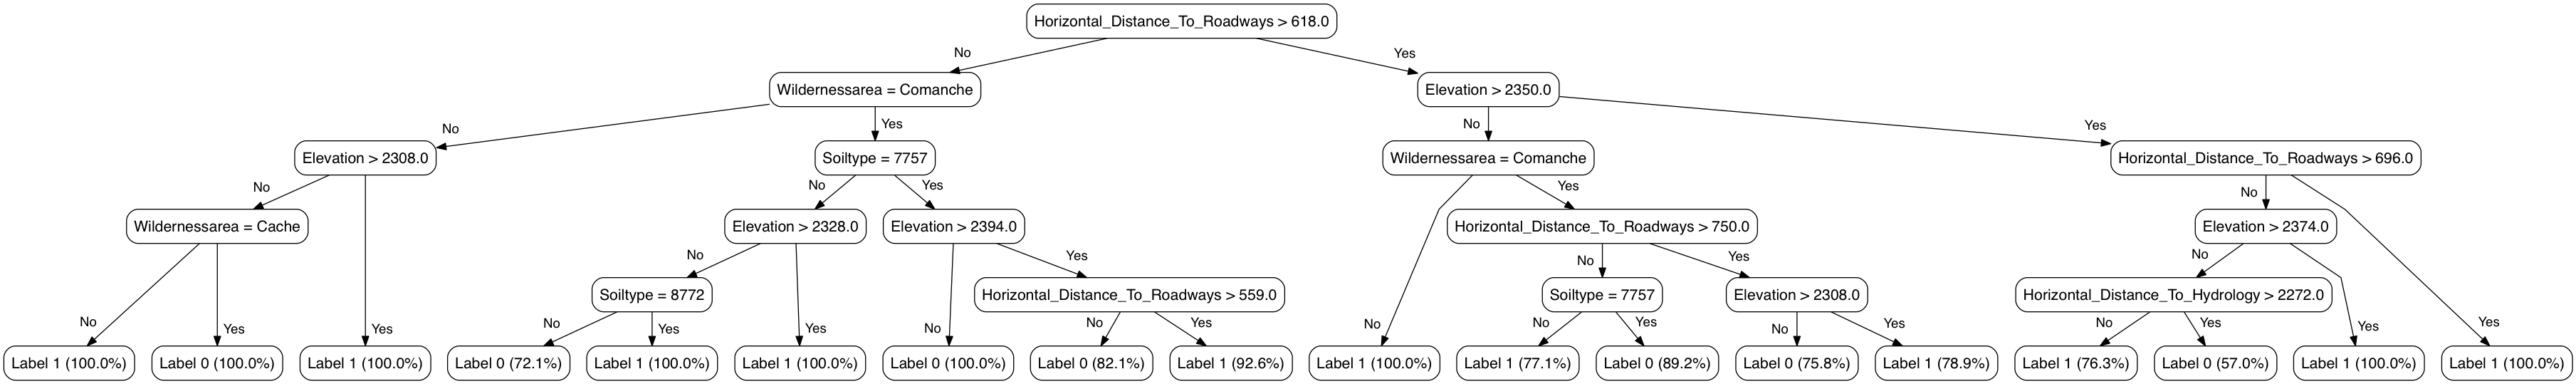 Horizontal_Distance_To_Roadways > 618.0
No
Yes
Wildernessarea = Comanche
Elevation > 2350.0
No
Yes
No
Yes
Elevation > 2308.0
Soiltype = 7757
Wildernessarea = Comanche
Horizontal_Distance_To_Roadways > 696.0
No
No
Yes
Yes
No
Wildernessarea = Cache
Elevation > 2328.0
Elevation > 2394.0
Horizontal_Distance_To_Roadways > 750.0
Elevation > 2374.0
No
Yes
No
Yes
No
Soiltype = 8772
Horizontal_Distance_To_Roadways > 559.0
Soiltype = 7757
Elevation > 2308.0
Horizontal_Distance_To_Hydrology > 2272.0
No
Yes
Yes
No
Yes
Yes
No
No
Yes
No
No
Yes
No
Yes
No
Yes
Yes
Yes
Label 1 (100.0%)
Label 0 (100.0%)
Label 1 (100.0%)
Label 0 (72.1%)
Label 1 (100.0%)
Label 1 (100.0%)
Label 0 (100.0%)
Label 0 (82.1%)
Label 1 (92.6%)
Label 1 (100.0%)
Label 1 (77.1%)
Label 0 (89.2%)
Label 0 (75.8%)
Label 1 (78.9%)
Label 1 (76.3%)
Label 0 (57.0%)
Label 1 (100.0%)
Label 1 (100.0%)